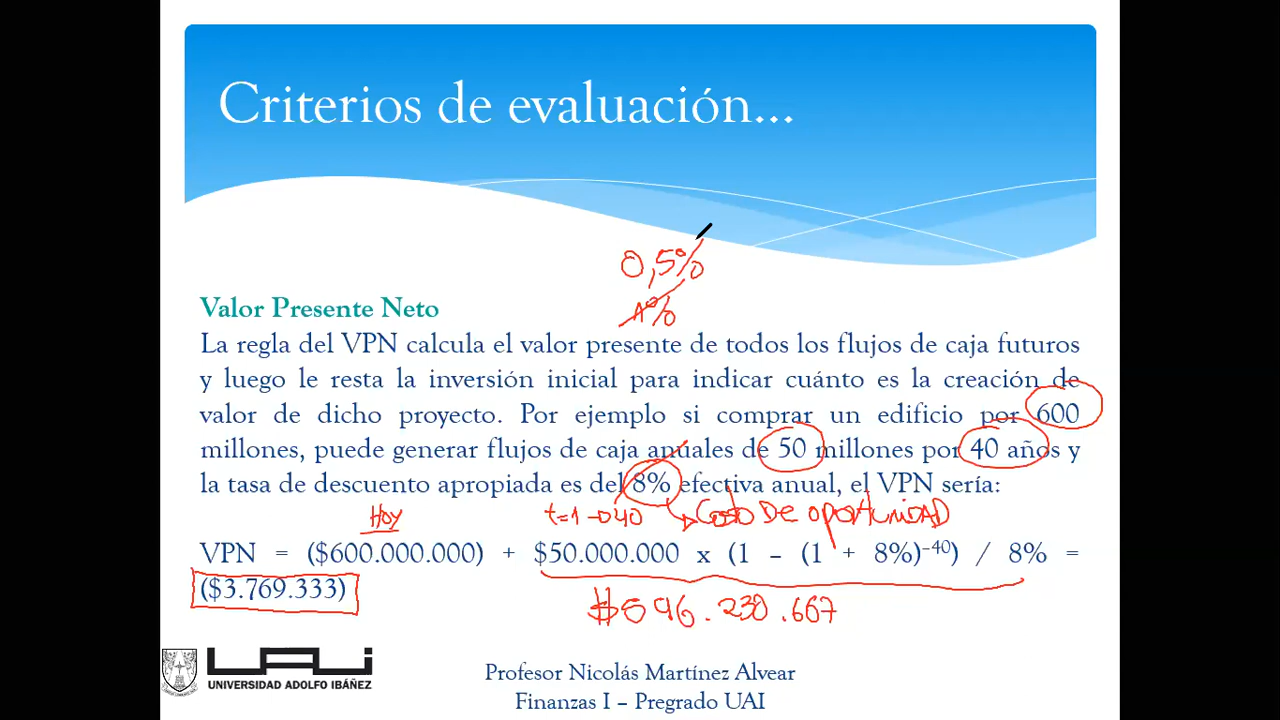 Criterios de evaluación...
0,5%
1%
Valor Presente Neto
La regla del VPN calcula el valor presente de todos los flujos de caja futuros
y luego le resta la inversión inicial para indicar cuánto es la creación de
valor de dicho proyecto. Por ejemplo si comprar un edificio por 600
millones, puede generar flujos de caja anuales de 50 millones por 40 años y
la tasa de descuento apropiada es del 8% efectiva anual, el VPN sería:
HOY t=1→40 Costo De oportuniDAD
VPN = ($600.000.000) + $50.000.000 x (1 – (1 + 8%)⁻⁴⁰) / 8% =
($3.769.333)
$596.230.667
UAI
UNIVERSIDAD ADOLFO IBÁÑEZ
Profesor Nicolás Martínez Alvear
Finanzas I – Pregrado UAI